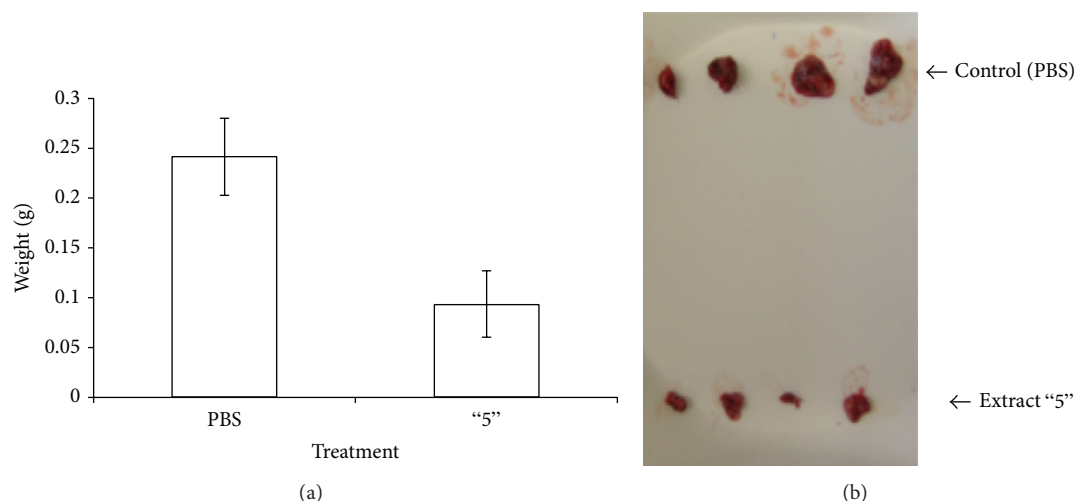 0.3
0.25
0.2
0.15
0.1
0.05
0
Weight (g)
PBS
“5”
Treatment
(a)
← Control (PBS)
← Extract “5”
(b)